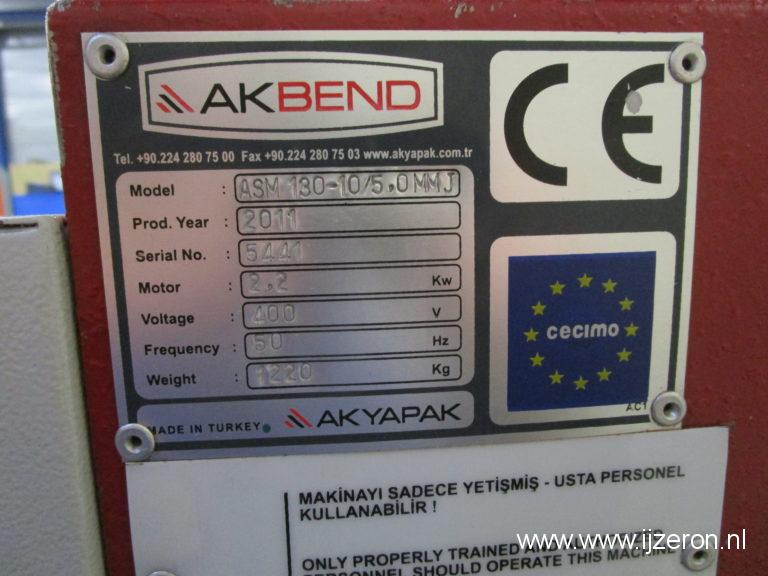 AKBEND
CE
Tel. +90.224 280 75 00 Fax +90.224 280 75 03 www.akyapak.com.tr
Model : ASM 130-10/5,0 MMJ
Prod. Year : 2011
Serial No. : 5441
Motor : 2,2 Kw
Voltage : 400 V
Frequency : 50 Hz
Weight : 1220 Kg
cecimo
MADE IN TURKEY AKYAPAK
MAKİNAYI SADECE YETİŞMİŞ - USTA PERSONEL
KULLANABİLİR !
ONLY PROPERLY TRAINED AND
PERSONNEL SHOULD OPERATE THIS MACHINE
www.ijzeron.nl